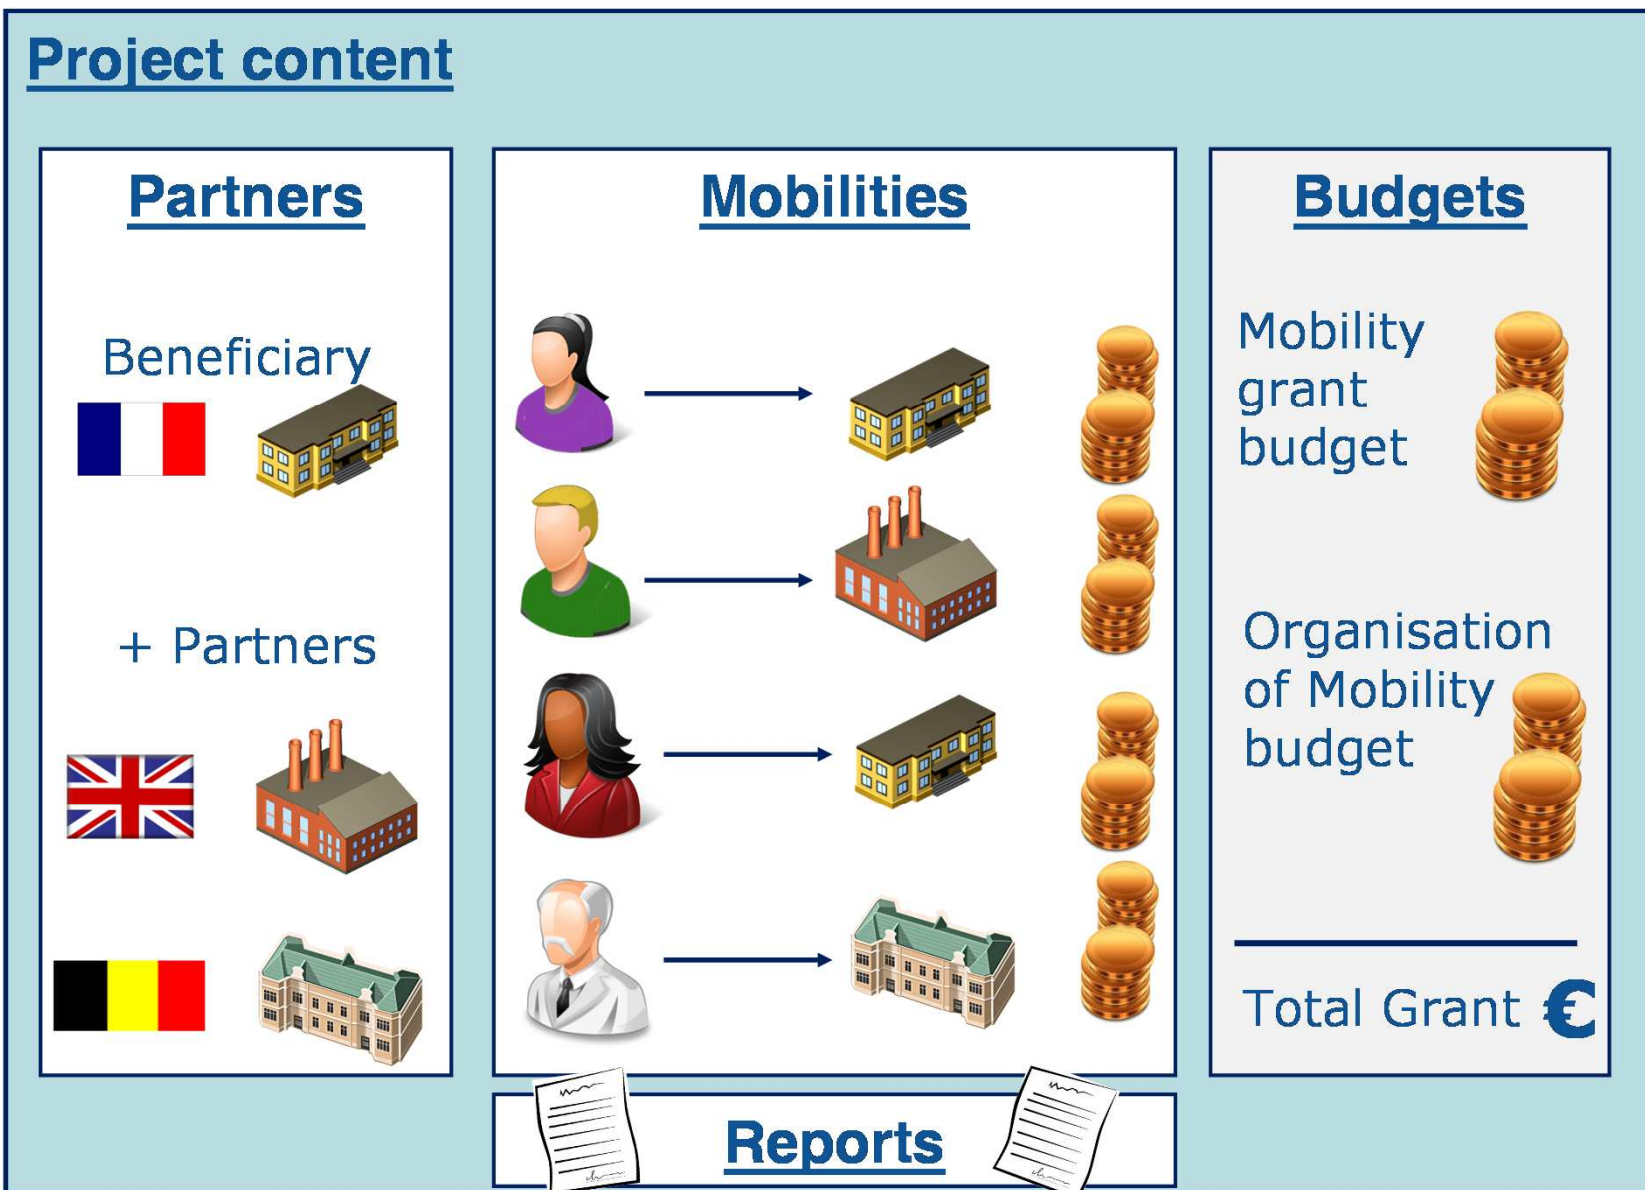 Project content
Partners
Beneficiary
+ Partners
Mobilities
Budgets
Mobility
grant
budget
Organisation
of Mobility
budget
Total Grant €
Reports